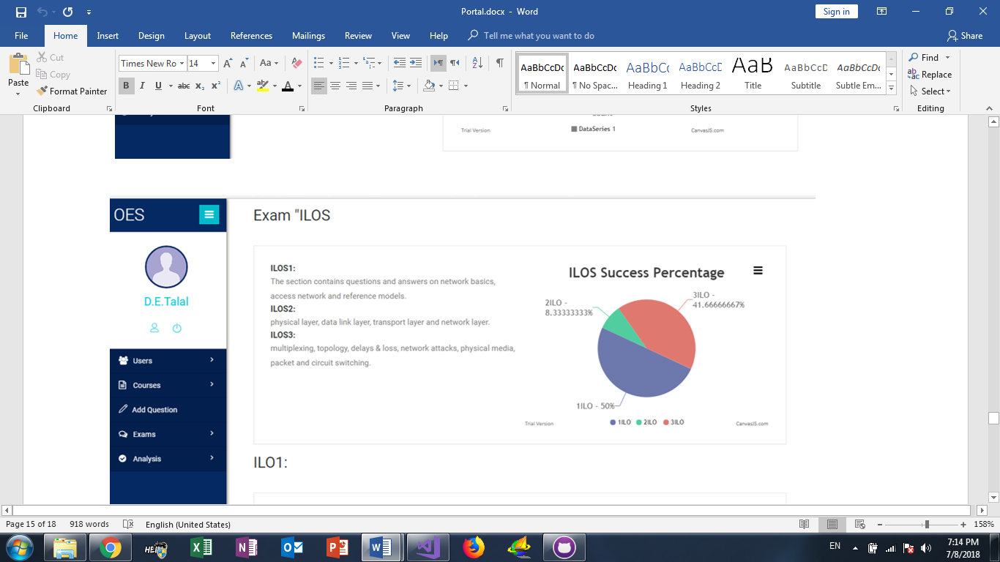 Portal.docx - Word
Sign in
File Home Insert Design Layout References Mailings Review View Help Tell me what you want to do Share
Paste
Cut
Copy
Format Painter
Clipboard
Times New Ro 14
Font
Paragraph
AaBbCcDc AaBbCcDc AaBbCc AaBbCcD AaB AaBbCcD AaBbCcDc
¶ Normal ¶ No Spac... Heading 1 Heading 2 Title Subtitle Subtle Em...
Styles
Find
Replace
Select
Editing
Trial Version DataSeries 1 CanvasJS.com
OES
D.E.Talal
Users
Courses
Add Question
Exams
Analysis
Exam "ILOS
ILOS1:
The section contains questions and answers on network basics,
access network and reference models.
ILOS2:
physical layer, data link layer, transport layer and network layer.
ILOS3:
multiplexing, topology, delays & loss, network attacks, physical media,
packet and circuit switching.
ILOS Success Percentage
2ILO -
8.33333333%
3ILO -
41.66666667%
1ILO - 50%
1ILO 2ILO 3ILO
Trial Version CanvasJS.com
ILO1:
Page 15 of 18 918 words English (United States) 158%
EN
7:14 PM
7/8/2018